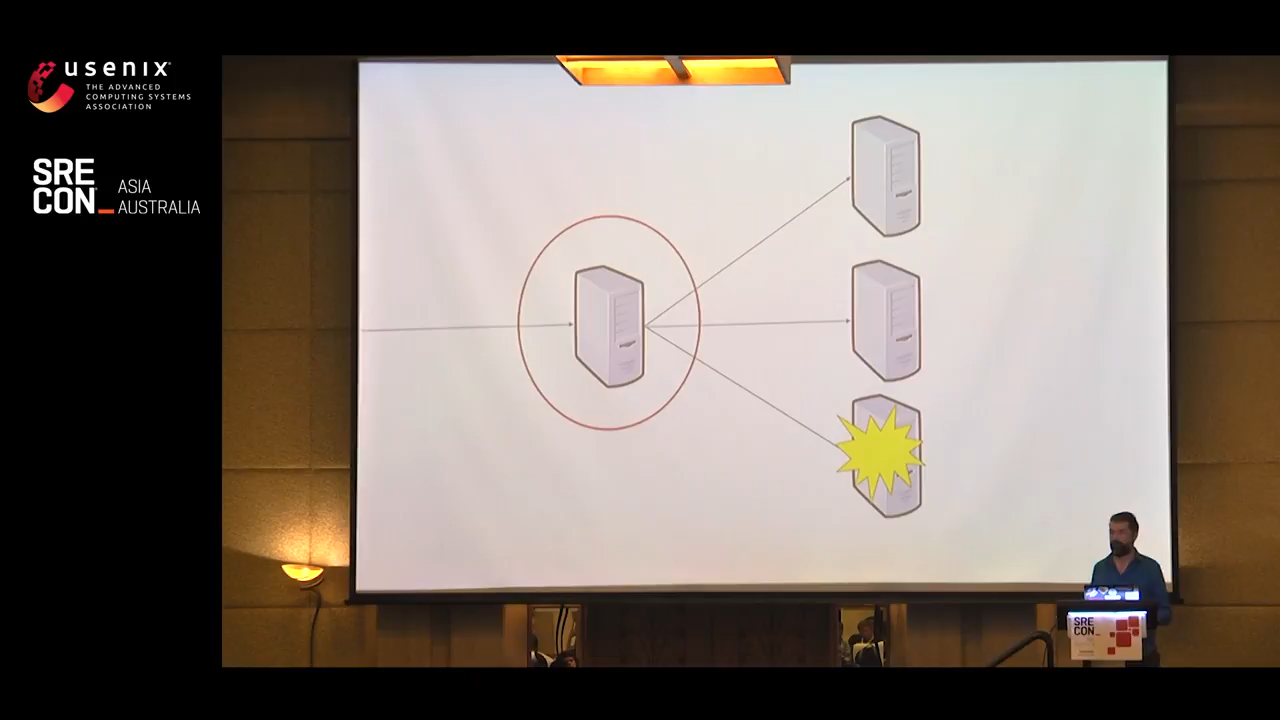 usenix
THE ADVANCED
COMPUTING SYSTEMS
ASSOCIATION
SRE
CON
ASIA
AUSTRALIA
SRE
CON